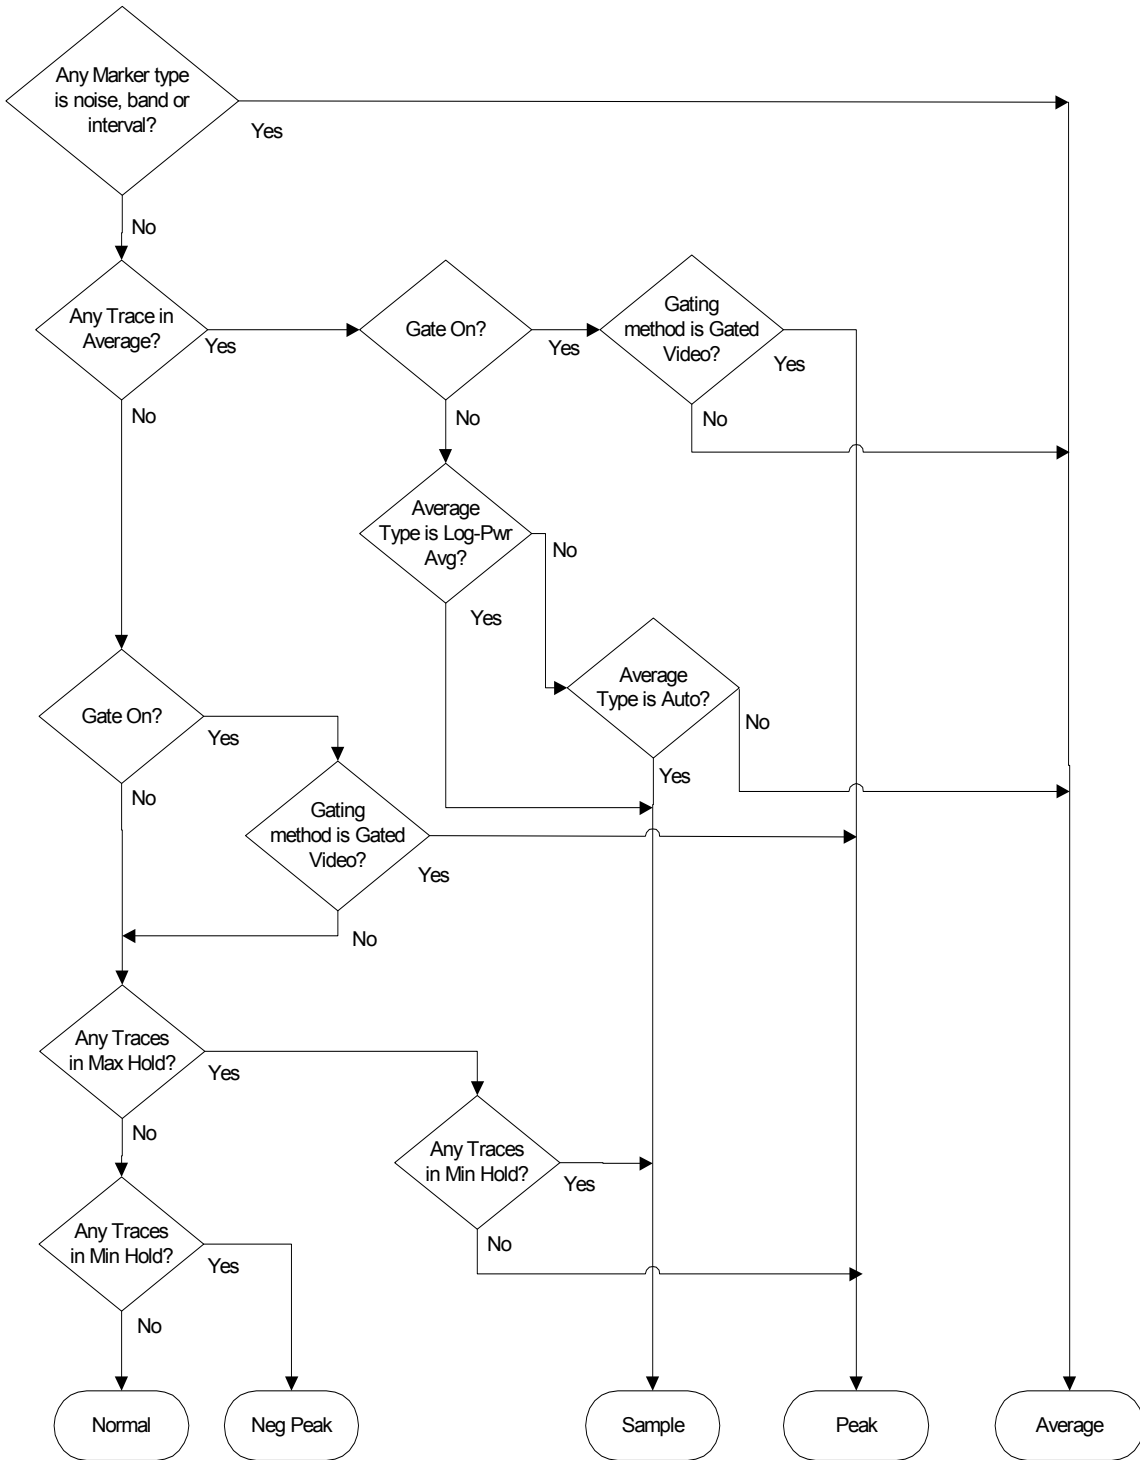 Any Marker type
is noise, band or
interval?
Yes
No
Any Trace in
Average?
Yes
No
Gate On?
Yes
No
Gating
method is Gated
Video?
Yes
No
Average
Type is Log-Pwr
Avg?
No
Yes
Average
Type is Auto?
No
Yes
Gate On?
Yes
No
Gating
method is Gated
Video?
Yes
No
Any Traces
in Max Hold?
Yes
No
Any Traces
in Min Hold?
Yes
No
Any Traces
in Min Hold?
Yes
No
Normal
Neg Peak
Sample
Peak
Average